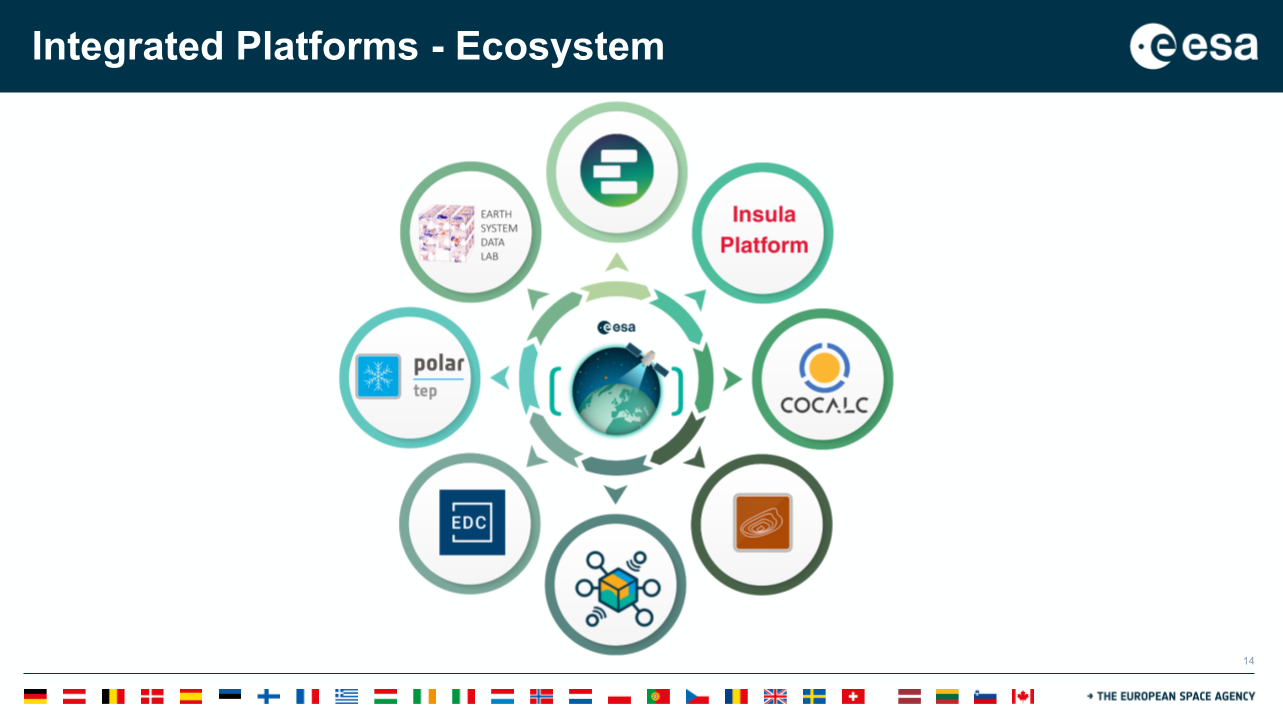 Integrated Platforms - Ecosystem
esa
EARTH
SYSTEM
DATA
LAB
Insula
Platform
esa
polar
tep
COCALC
EDC
14
THE EUROPEAN SPACE AGENCY